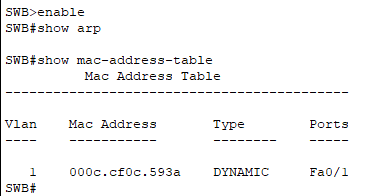 SWB>enable
SWB#show arp
SWB#show mac-address-table
Mac Address Table
-------------------------------------------
Vlan    Mac Address       Type        Ports
----    -----------       --------    -----
1    000c.cf0c.593a    DYNAMIC     Fa0/1
SWB#